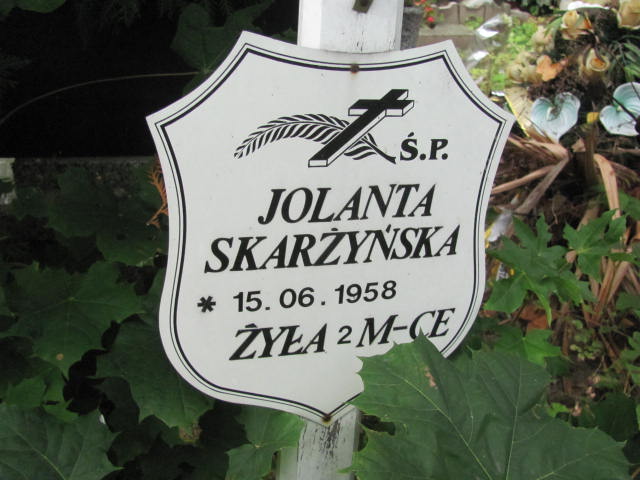 Ś.P.
JOLANTA
SKARŻYŃSKA
* 15.06.1958
ŻYŁA 2 M-CE